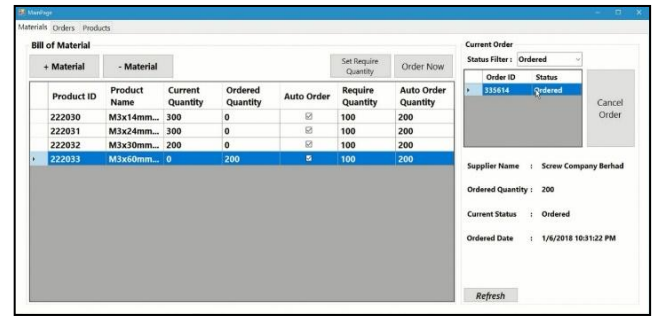 MainPage
Materials Orders Products
Bill of Material
+ Material - Material Set Require Quantity Order Now
Product ID Product Name Current Quantity Ordered Quantity Auto Order Require Quantity Auto Order Quantity
222030 M3x14mm... 300 0 100 200
222031 M3x24mm... 300 0 100 200
222032 M3x30mm... 200 0 100 200
222033 M3x60mm... 0 200 100 200
Current Order
Status Filter : Ordered
Order ID Status
335614 Ordered
Cancel Order
Supplier Name : Screw Company Berhad
Ordered Quantity : 200
Current Status : Ordered
Ordered Date : 1/6/2018 10:31:22 PM
Refresh